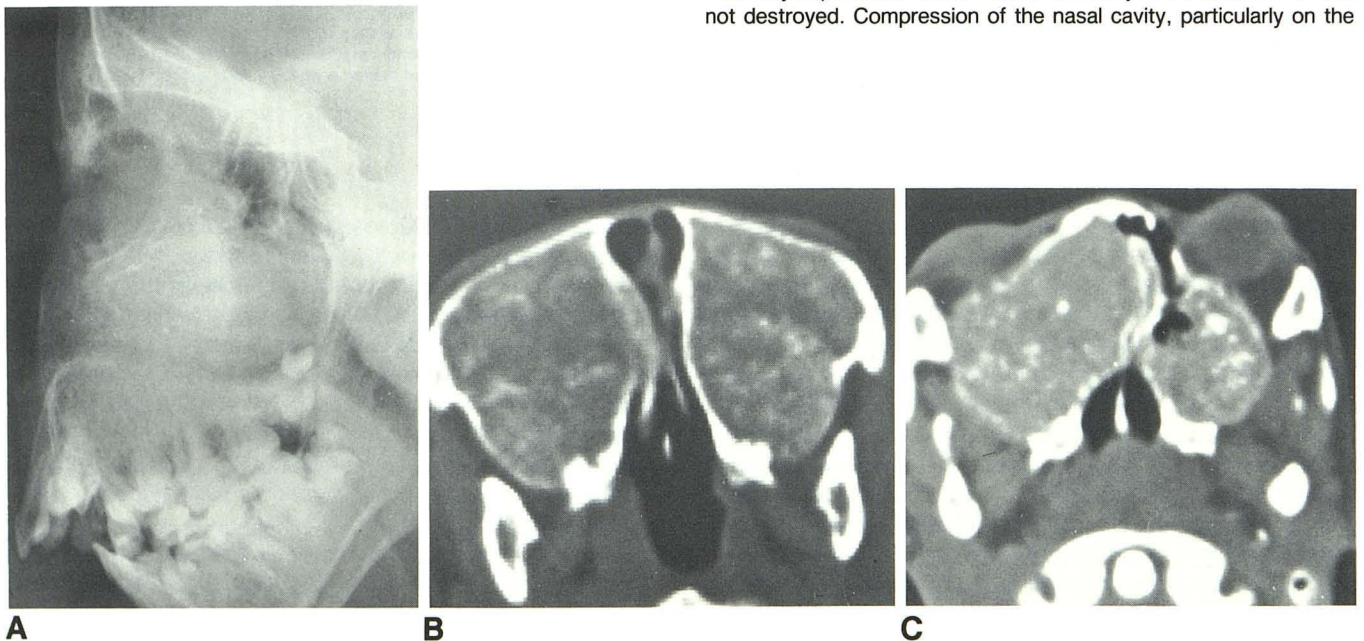 not destroyed. Compression of the nasal cavity, particularly on the
A
B
C